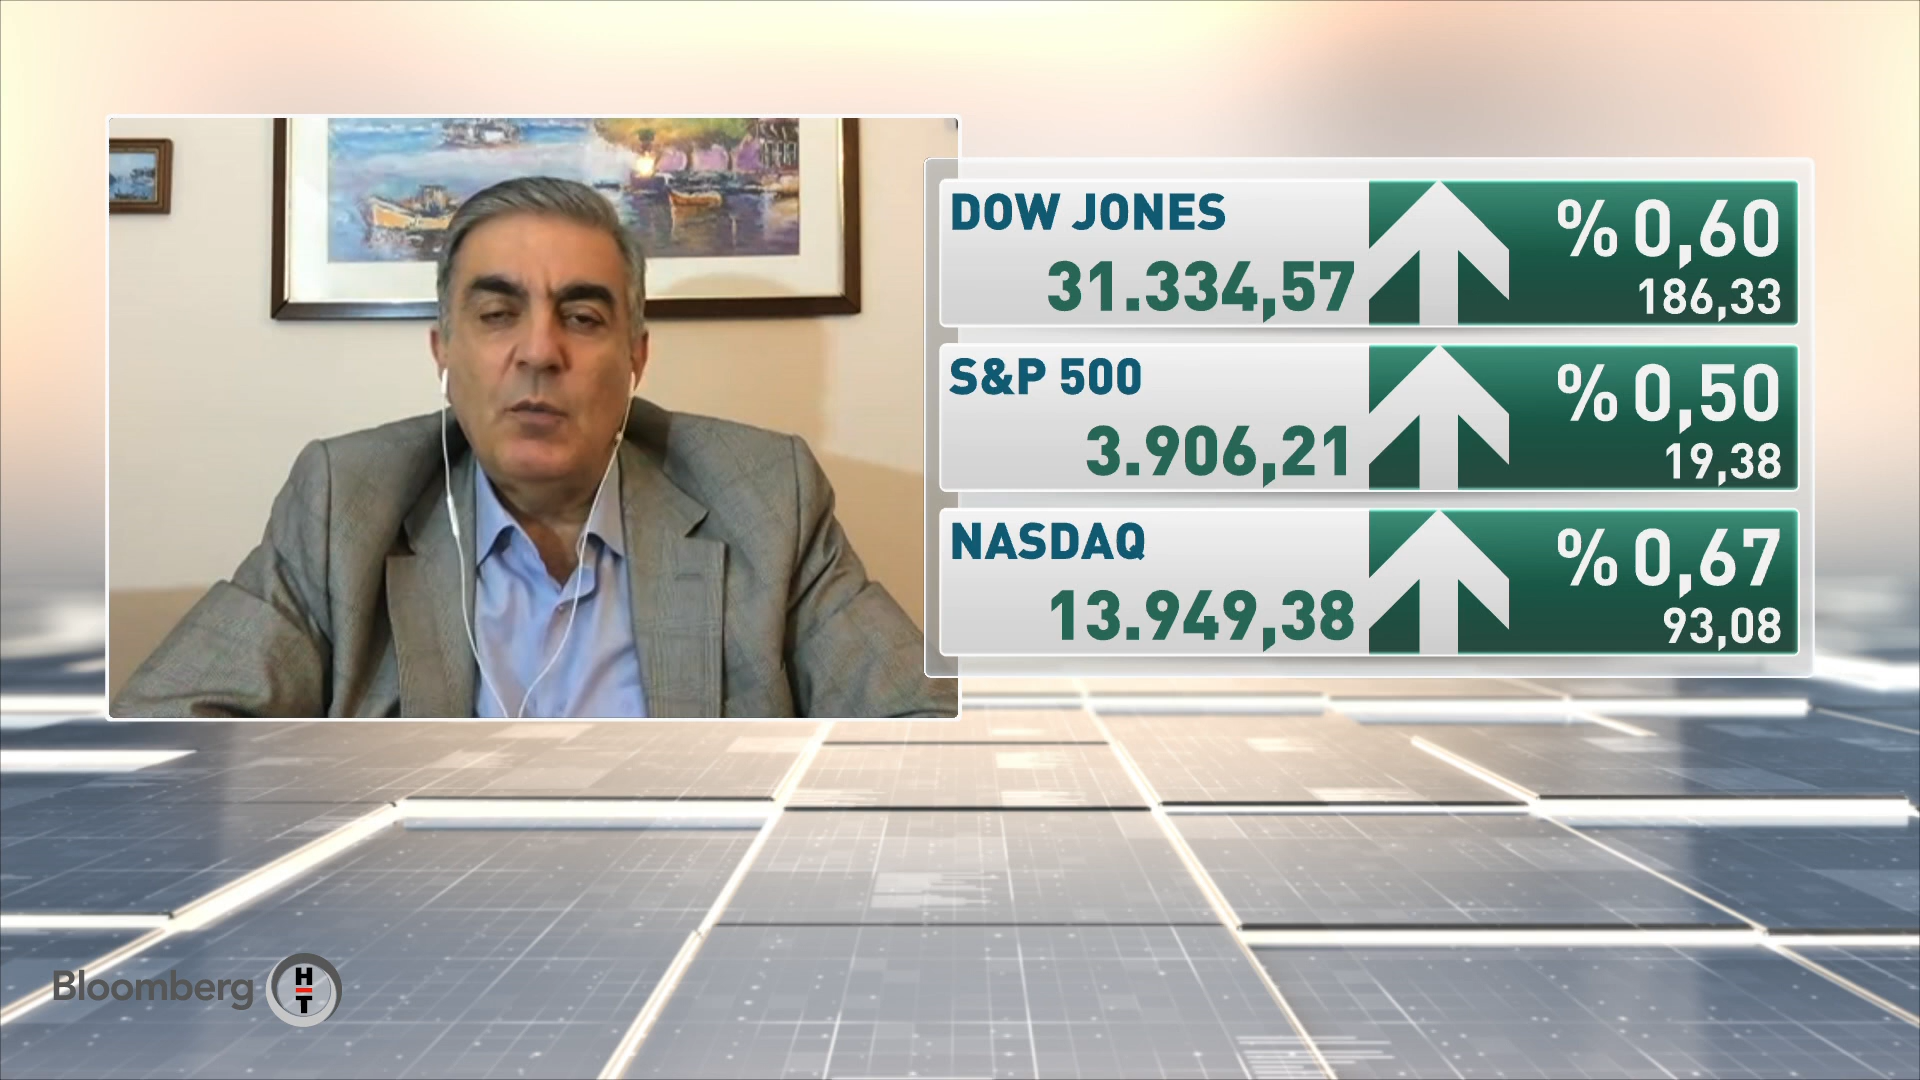 DOW JONES
31.334,57
% 0,60
186,33
S&P 500
3.906,21
% 0,50
19,38
NASDAQ
13.949,38
% 0,67
93,08
Bloomberg HT